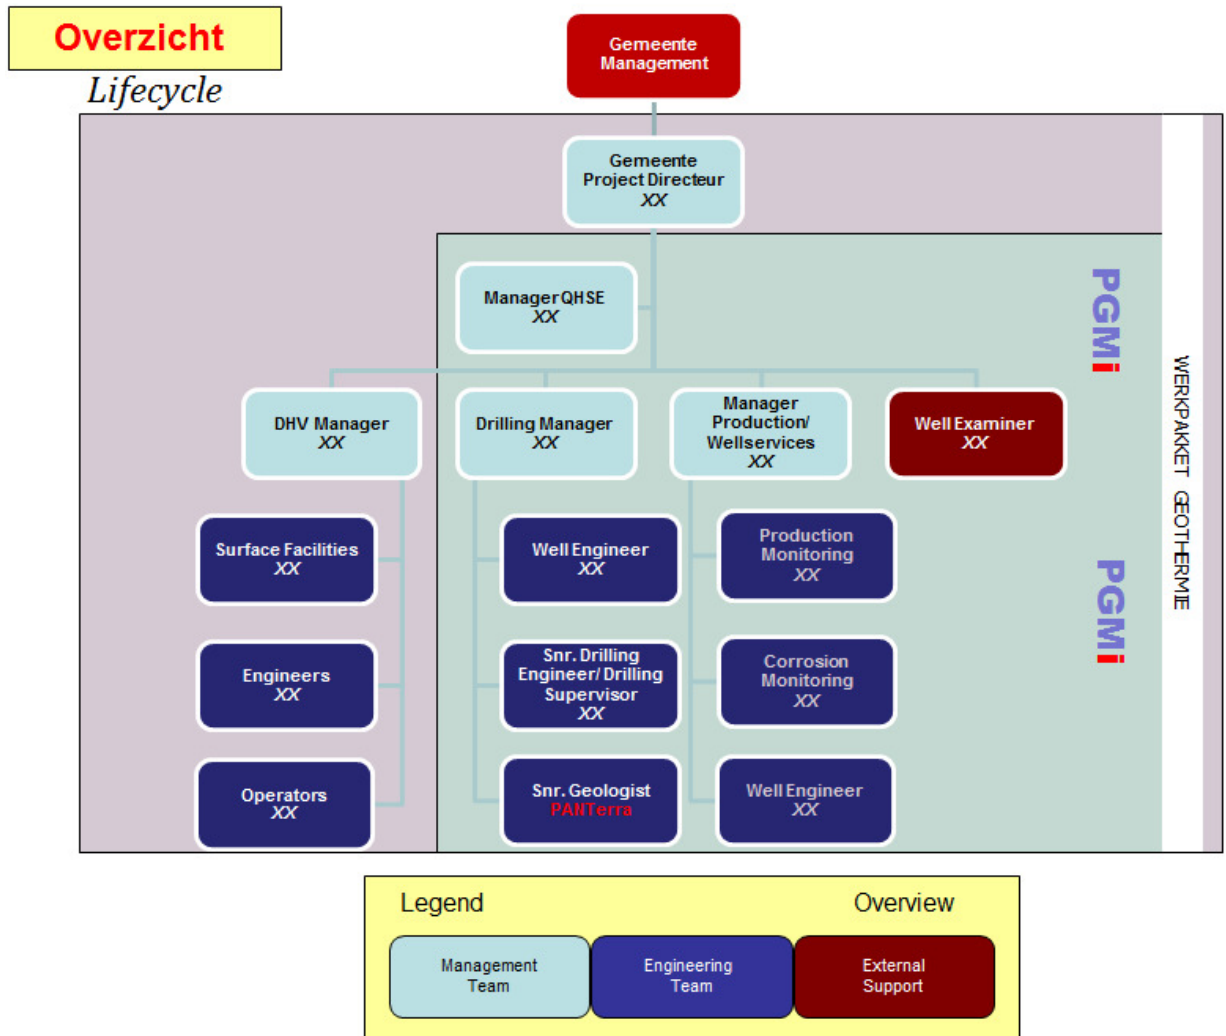 Overzicht
Lifecycle
Gemeente
Management
Gemeente
Project Directeur
XX
Manager QHSE
XX
DHV Manager
XX
Drilling Manager
XX
Manager
Production/
Wellservices
XX
Well Examiner
XX
Surface Facilities
XX
Well Engineer
XX
Production
Monitoring
XX
Engineers
XX
Snr. Drilling
Engineer/ Drilling
Supervisor
XX
Corrosion
Monitoring
XX
Operators
XX
Snr. Geologist
PANTerra
Well Engineer
XX
PGMi
PGMi
WERKPAKKET GEOTHERMIE
Legend
Overview
Management
Team
Engineering
Team
External
Support